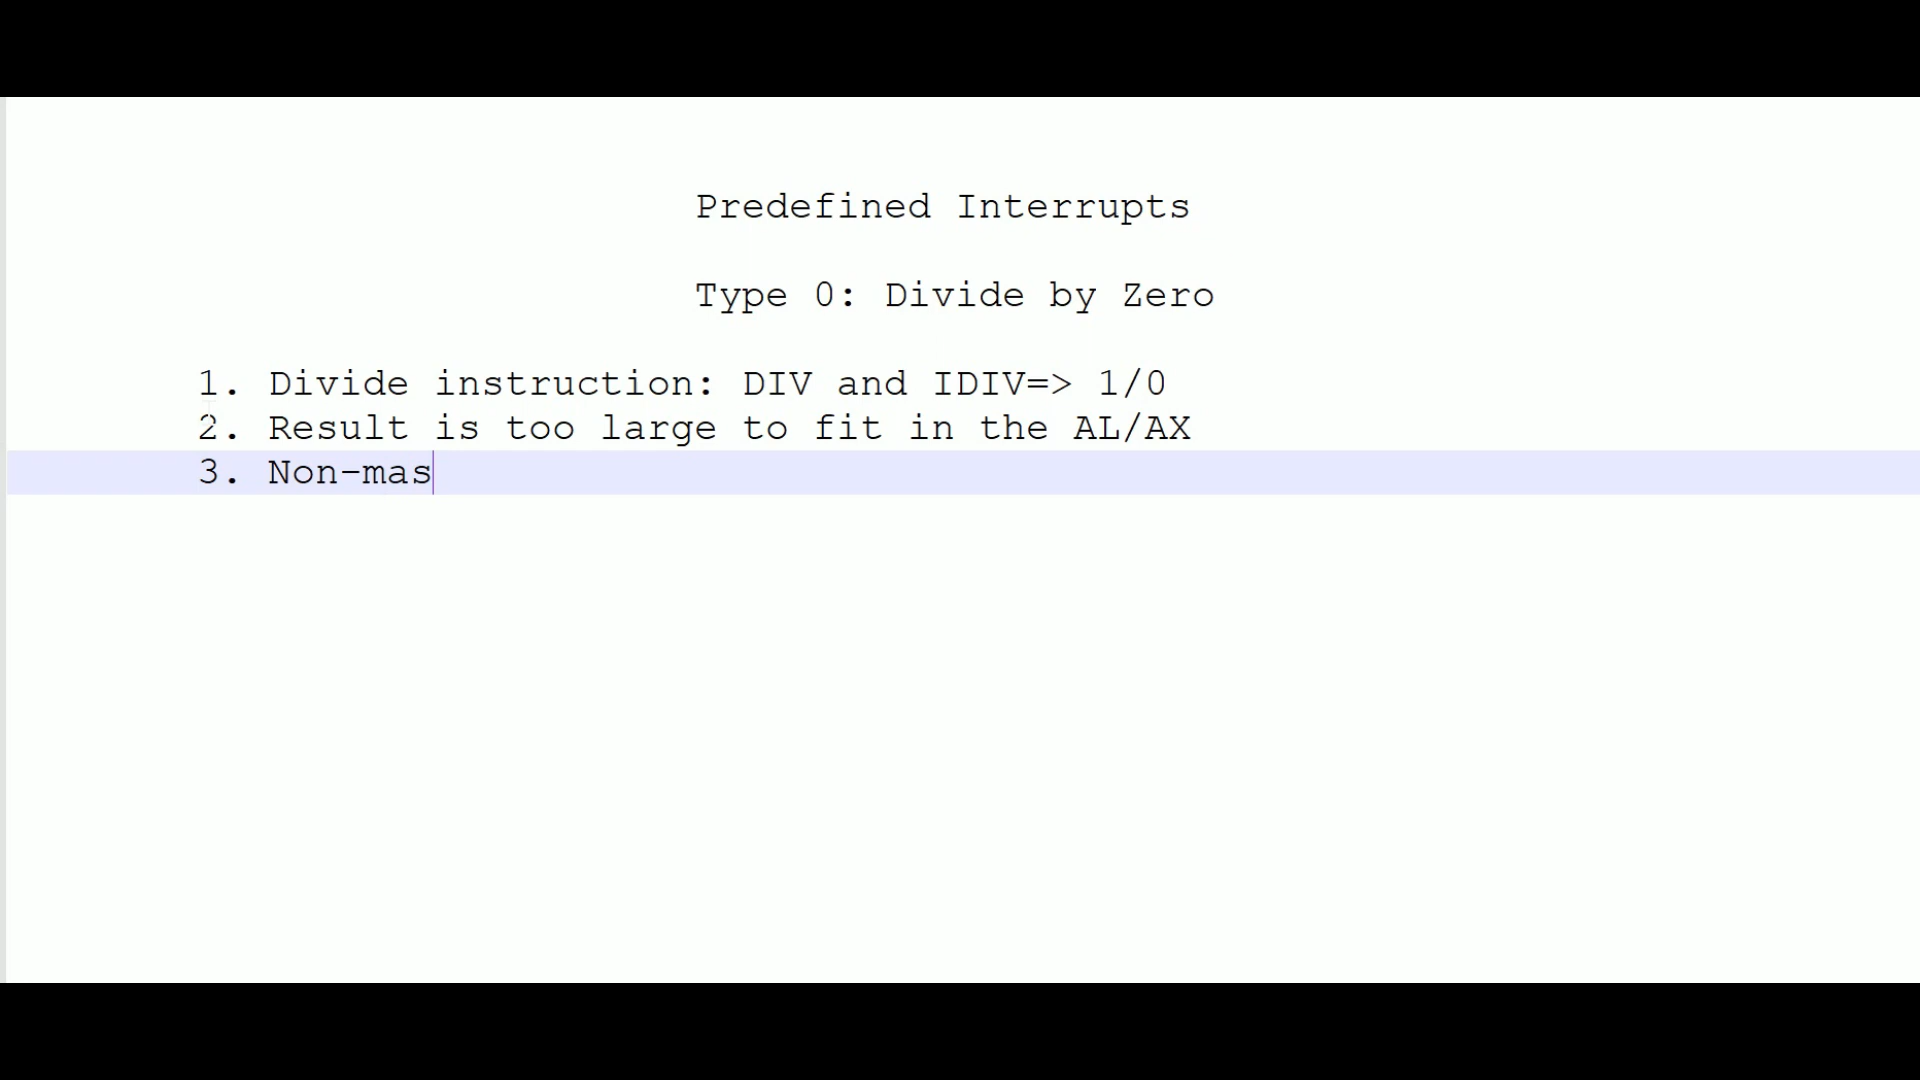 Predefined Interrupts
Type 0: Divide by Zero
1. Divide instruction: DIV and IDIV=> 1/0
2. Result is too large to fit in the AL/AX
3. Non-mas